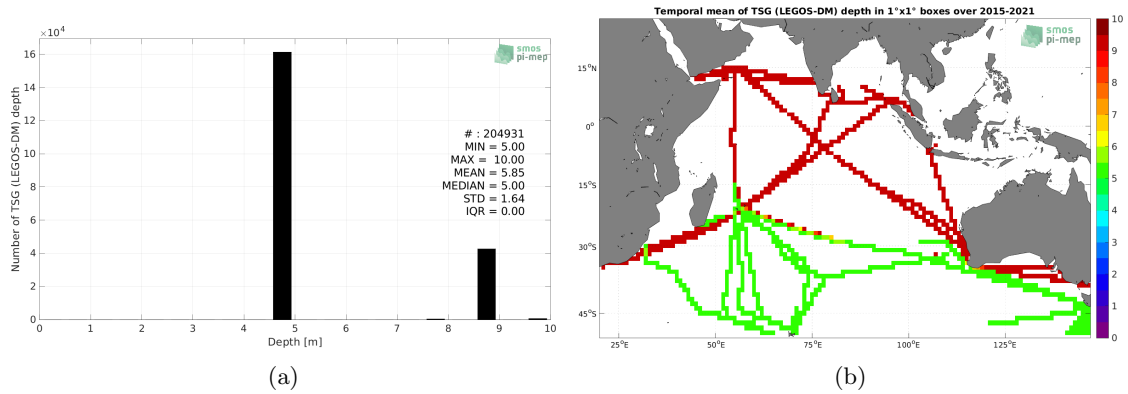 ×10⁴
16
14
12
10
8
6
4
2
0
Number of TSG (LEGOS-DM) depth
smos
pi-mep
# : 204931
MIN = 5.00
MAX = 10.00
MEAN = 5.85
MEDIAN = 5.00
STD = 1.64
IQR = 0.00
0 1 2 3 4 5 6 7 8 9 10
Depth [m]
(a)
Temporal mean of TSG (LEGOS-DM) depth in 1°x1° boxes over 2015-2021
smos
pi-mep
15°N
0°
15°S
30°S
45°S
25°E 50°E 75°E 100°E 125°E
10
9
8
7
6
5
4
3
2
1
0
(b)